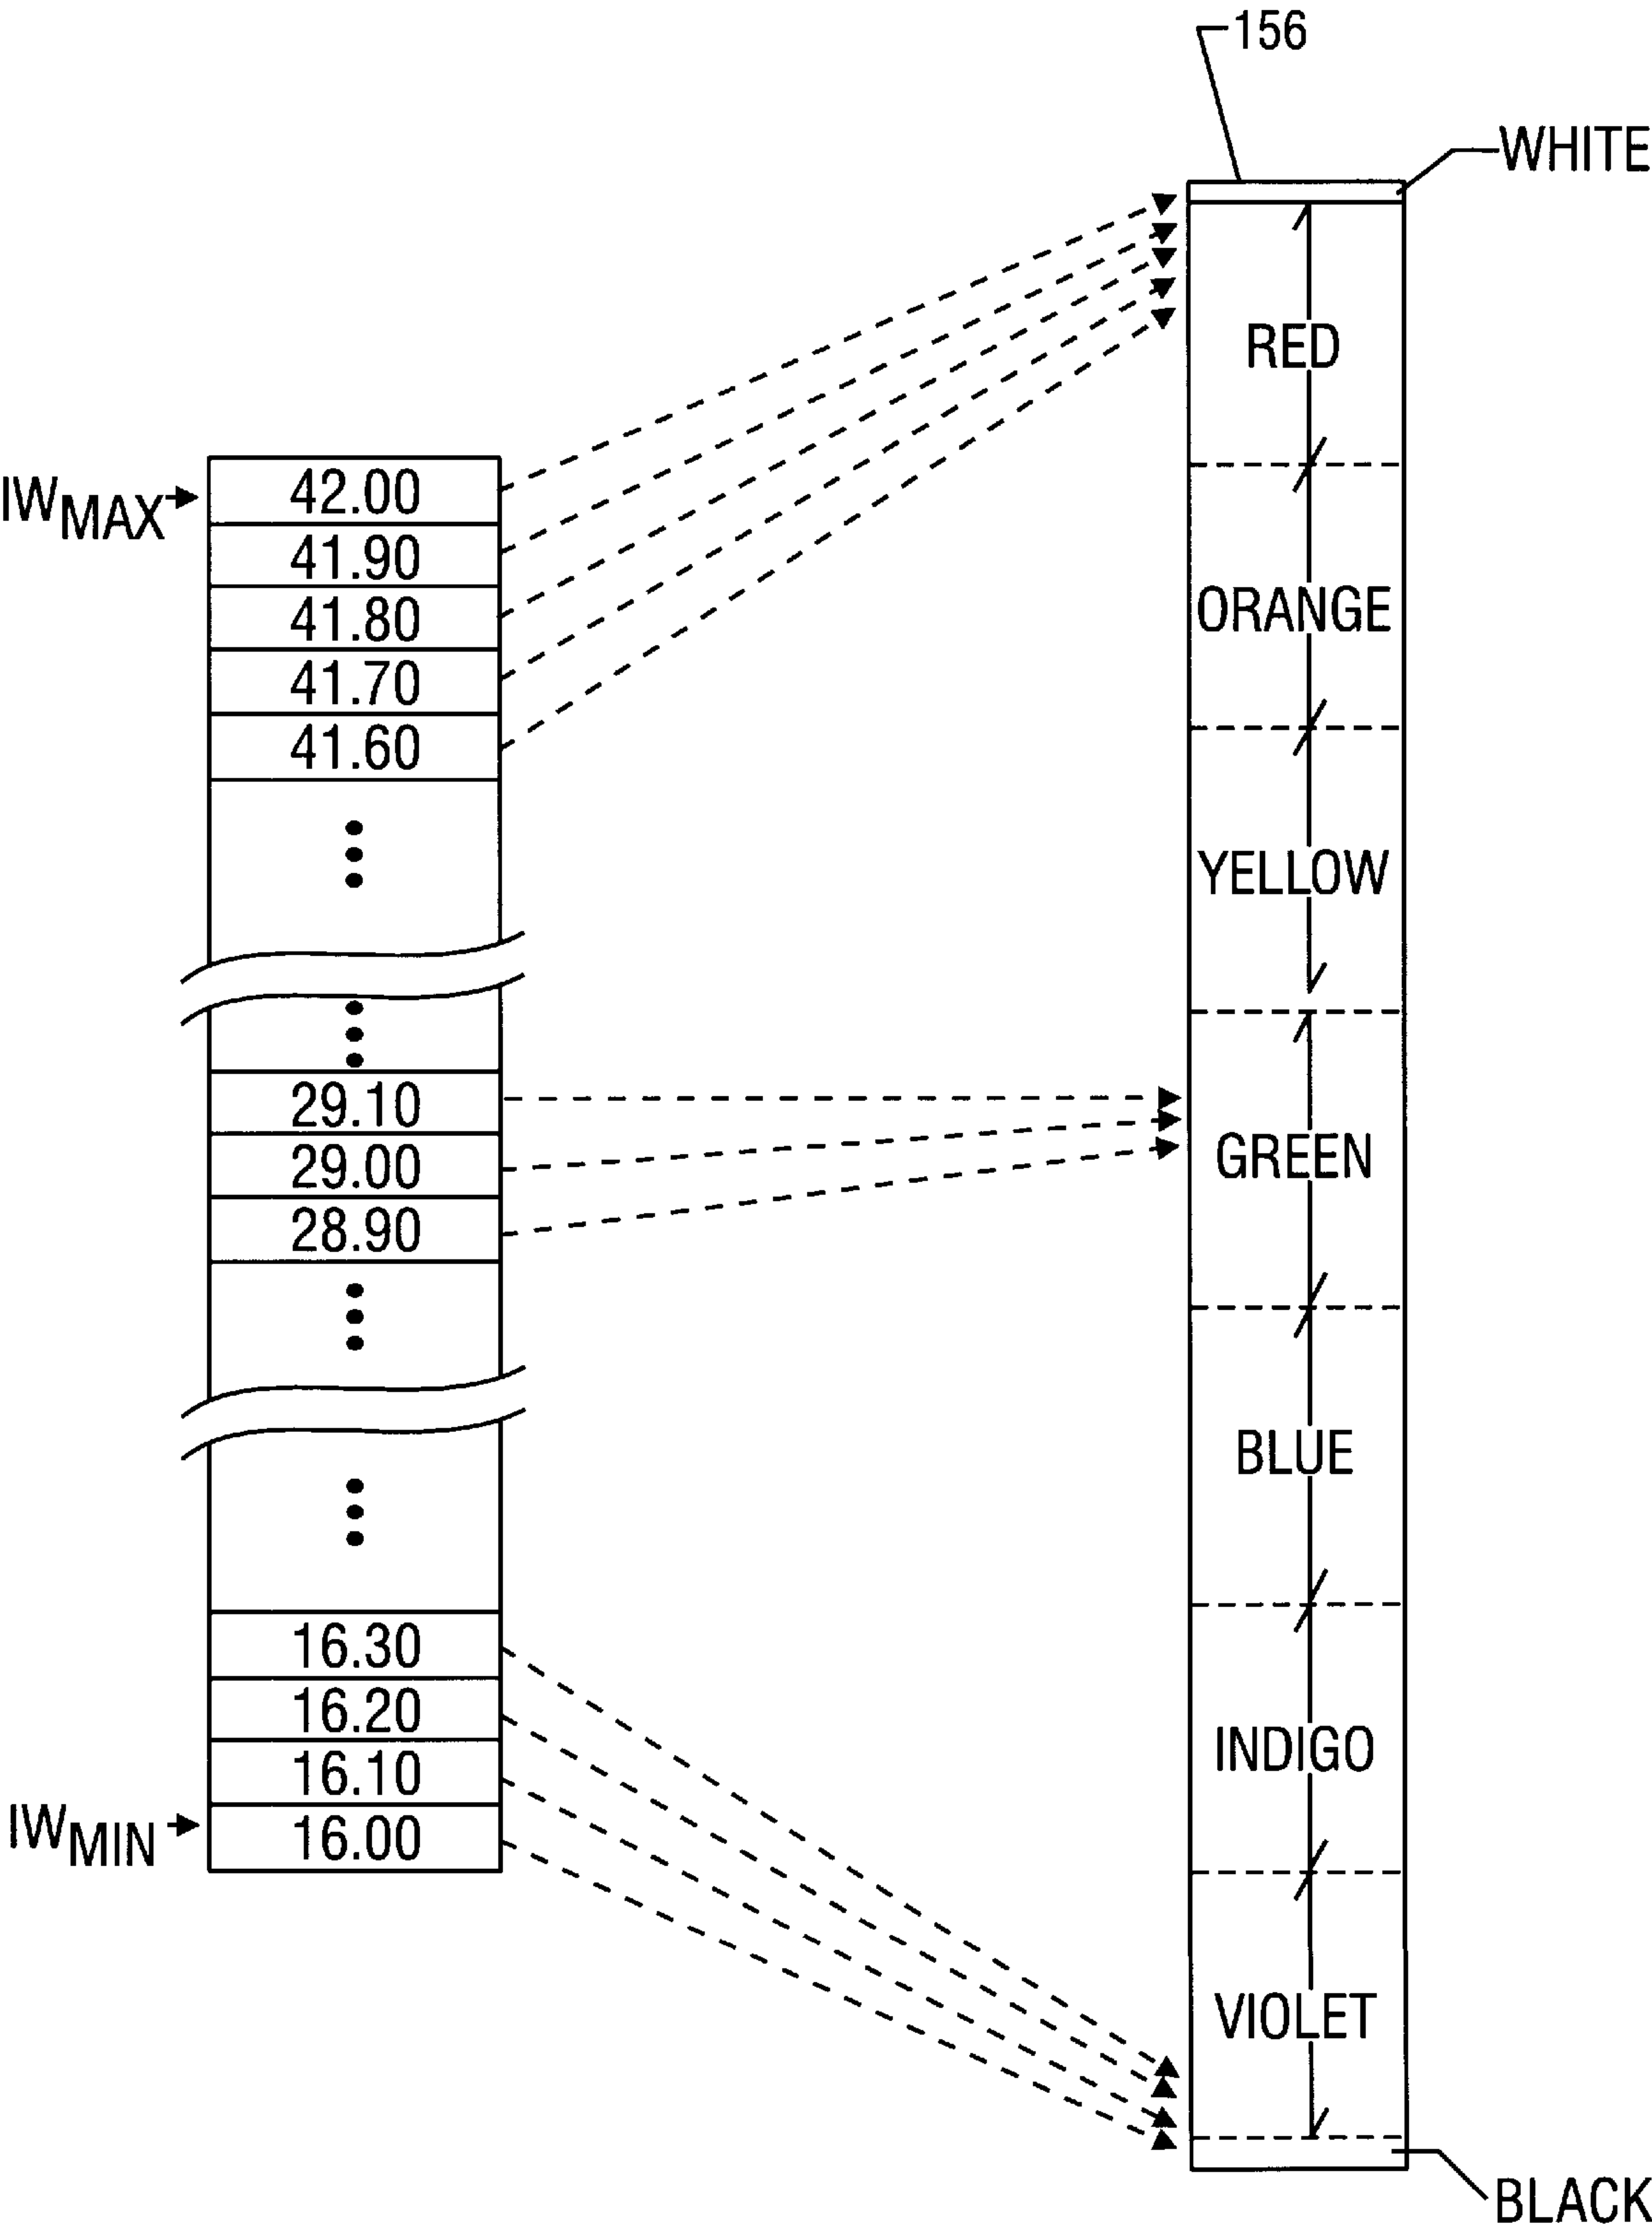 156
WHITE
RED
IWMAX
42.00
41.90
41.80
41.70
41.60
ORANGE
YELLOW
29.10
29.00
28.90
GREEN
BLUE
16.30
16.20
16.10
IWMIN
16.00
INDIGO
VIOLET
BLACK